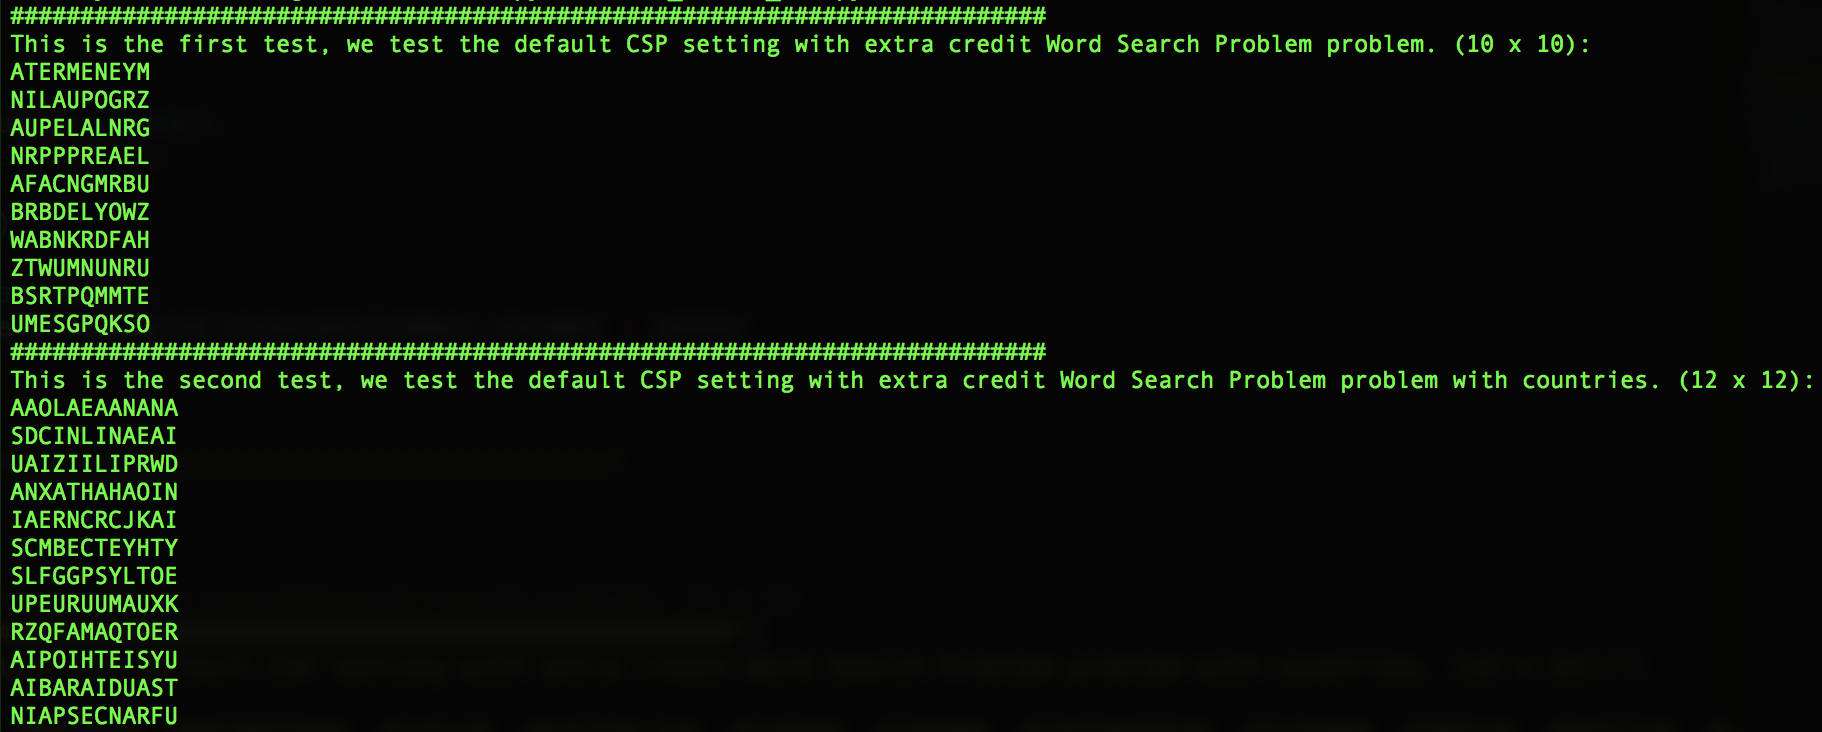 ##########################################################################
This is the first test, we test the default CSP setting with extra credit Word Search Problem problem. (10 x 10):
ATERMENEYM
NILAUPOGRZ
AUPELALNRG
NRPPPREAEL
AFACNGMRBU
BRBDELYOWZ
WABNKRDFAH
ZTWUMNUNRU
BSRTPQMMTE
UMESGPQKSO
##########################################################################
This is the second test, we test the default CSP setting with extra credit Word Search Problem problem with countries. (12 x 12):
AAOLAEAANANA
SDCINLINAEAI
UAIZIILIPRWD
ANXATHAHAOIN
IAERNCRCJKAI
SCMBECTEYHTY
SLFGGPSYLTOE
UPEURUUMAUXK
RZQFAMAQTOER
AIPOIHTEISYU
AIBARAIDUAST
NIAPSECNARFU